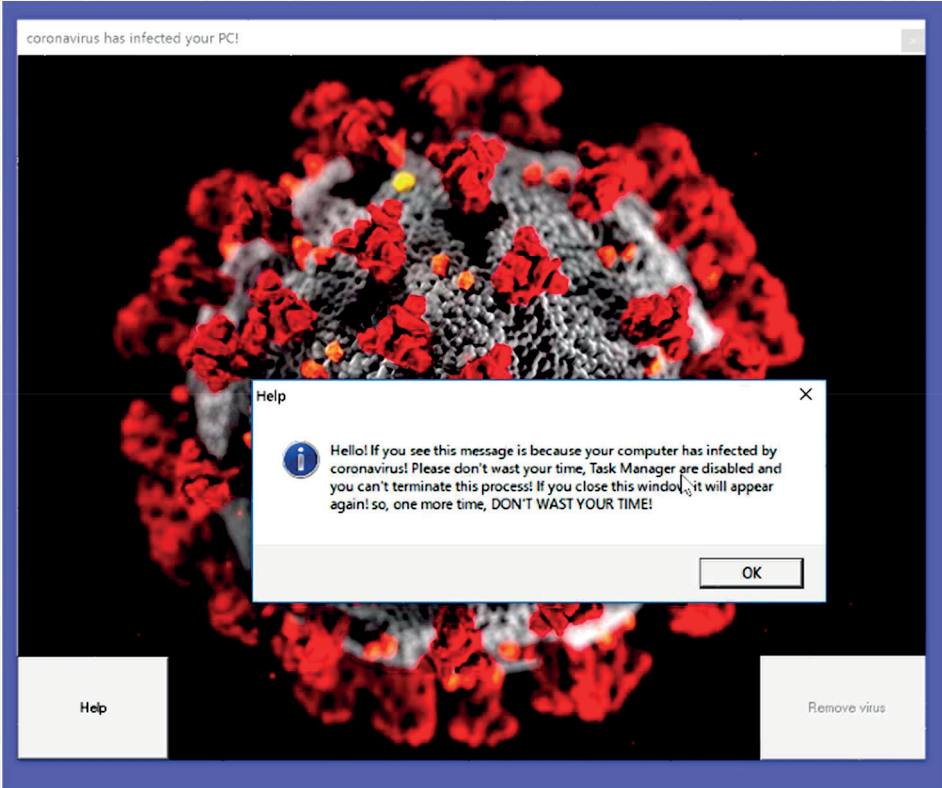 coronavirus has infected your PC!
Help
Hello! If you see this message is because your computer has infected by
coronavirus! Please don't wast your time, Task Manager are disabled and
you can't terminate this process! If you close this window, it will appear
again! so, one more time, DON'T WAST YOUR TIME!
OK
Help
Remove virus